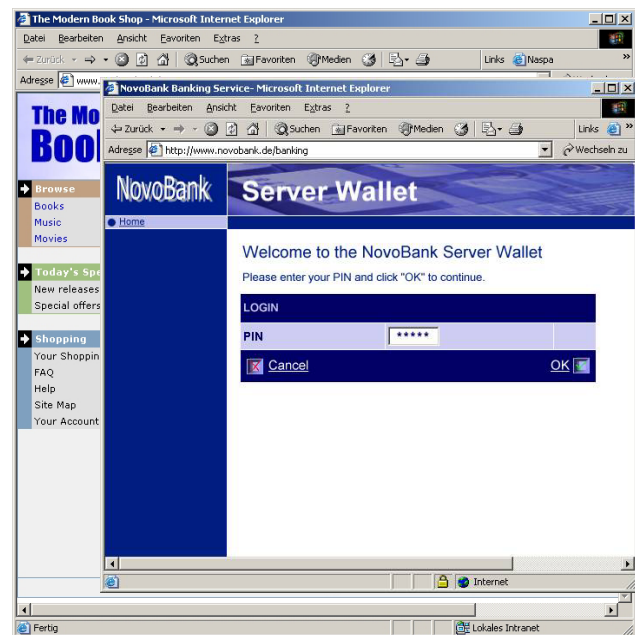 The Modern Book Shop - Microsoft Internet Explorer
Datei Bearbeiten Ansicht Favoriten Extras ?
Zurück Suchen Favoriten Medien Links Naspa »
Adresse www.
NovoBank Banking Service- Microsoft Internet Explorer
Datei Bearbeiten Ansicht Favoriten Extras ?
Zurück Suchen Favoriten Medien Links »
Adresse http://www.novobank.de/banking Wechseln zu
The Mo
Boo
Browse
Books
Music
Movies
Today's Spe
New releases
Special offers
Shopping
Your Shoppin
FAQ
Help
Site Map
Your Account
NovoBank Server Wallet
Home
Welcome to the NovoBank Server Wallet
Please enter your PIN and click "OK" to continue.
LOGIN
PIN *****
Cancel OK
Internet
Fertig Lokales Intranet